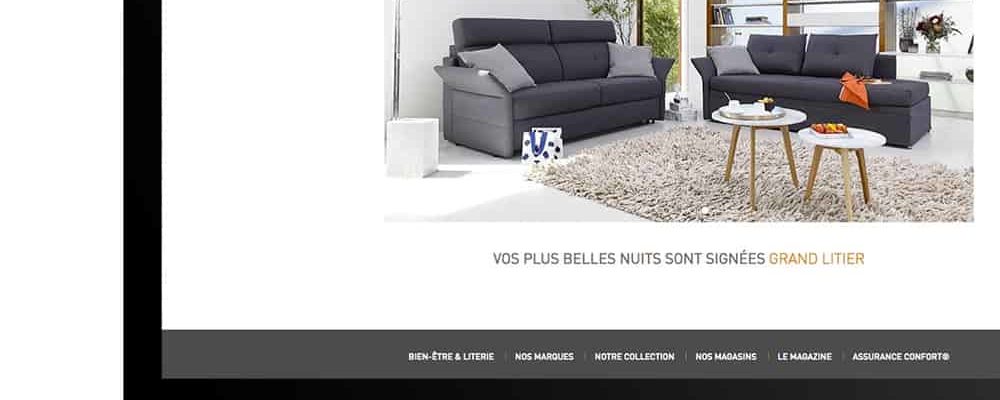 VOS PLUS BELLES NUITS SONT SIGNÉES GRAND LITIER
BIEN-ÊTRE & LITERIE | NOS MARQUES | NOTRE COLLECTION | NOS MAGASINS | LE MAGAZINE | ASSURANCE CONFORT®